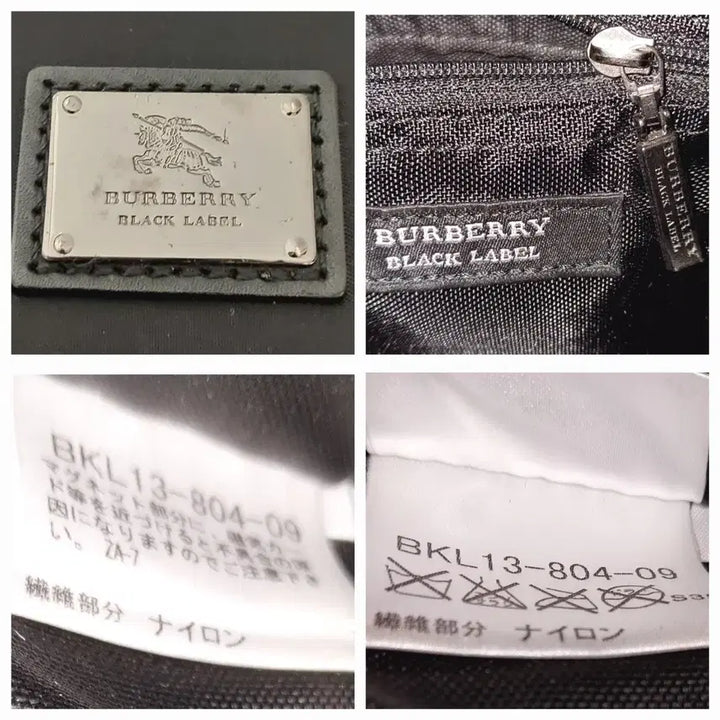 BURBERRY
BLACK LABEL
BURBERRY
BLACK LABEL
BURBERRY
BLACK LABEL
BKL13-804-09
マグネット部分に、磁気カー
ド等を近づけると不良の
因になりますのでご注意下さ
い。 ZA-7
繊維部分 ナイロン
BKL13-804-09
繊維部分 ナイロン